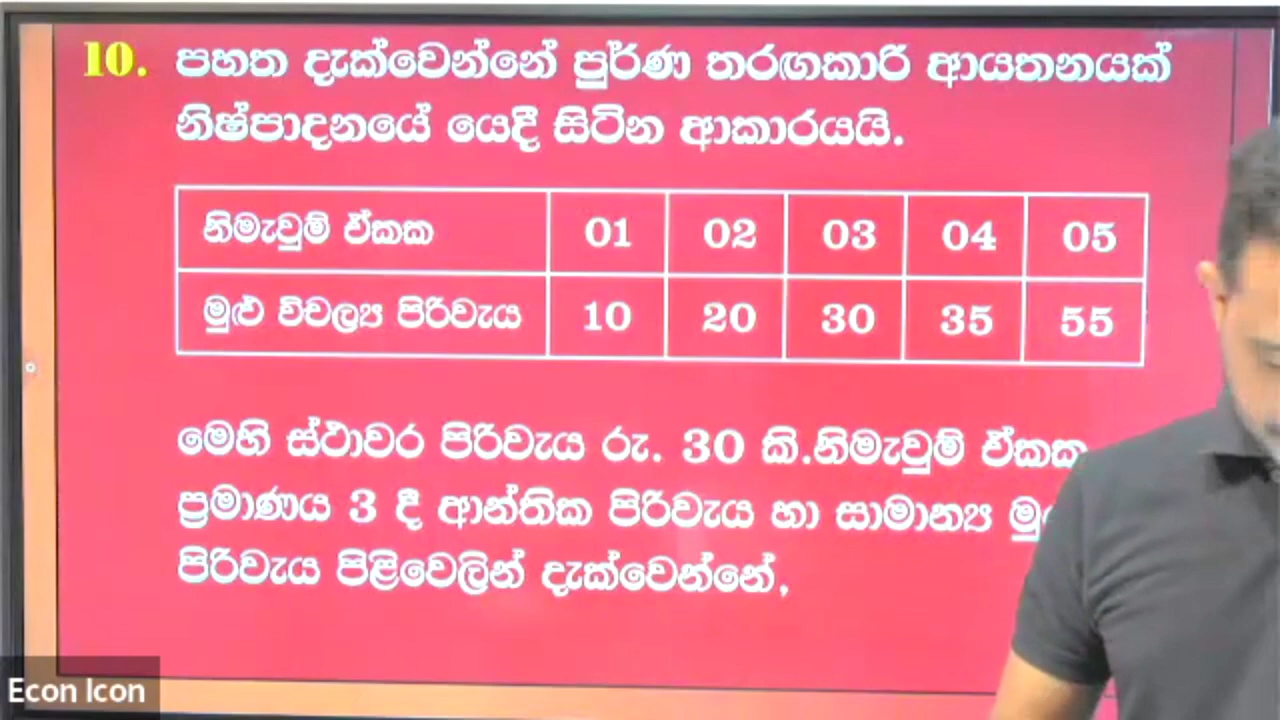 10. පහත දැක්වෙන්නේ පූර්ණ තරඟකාරී ආයතනයක්
නිෂ්පාදනයේ යෙදී සිටින ආකාරයයි.
නිමැවුම් ඒකක 01 02 03 04 05
මුළු විචල්‍ය පිරිවැය 10 20 30 35 55
මෙහි ස්ථාවර පිරිවැය රු. 30 කි.නිමැවුම් ඒකක
ප්‍රමාණය 3 දී ආන්තික පිරිවැය හා සාමාන්‍ය
පිරිවැය පිළිවෙලින් දැක්වෙන්නේ,
Econ Icon